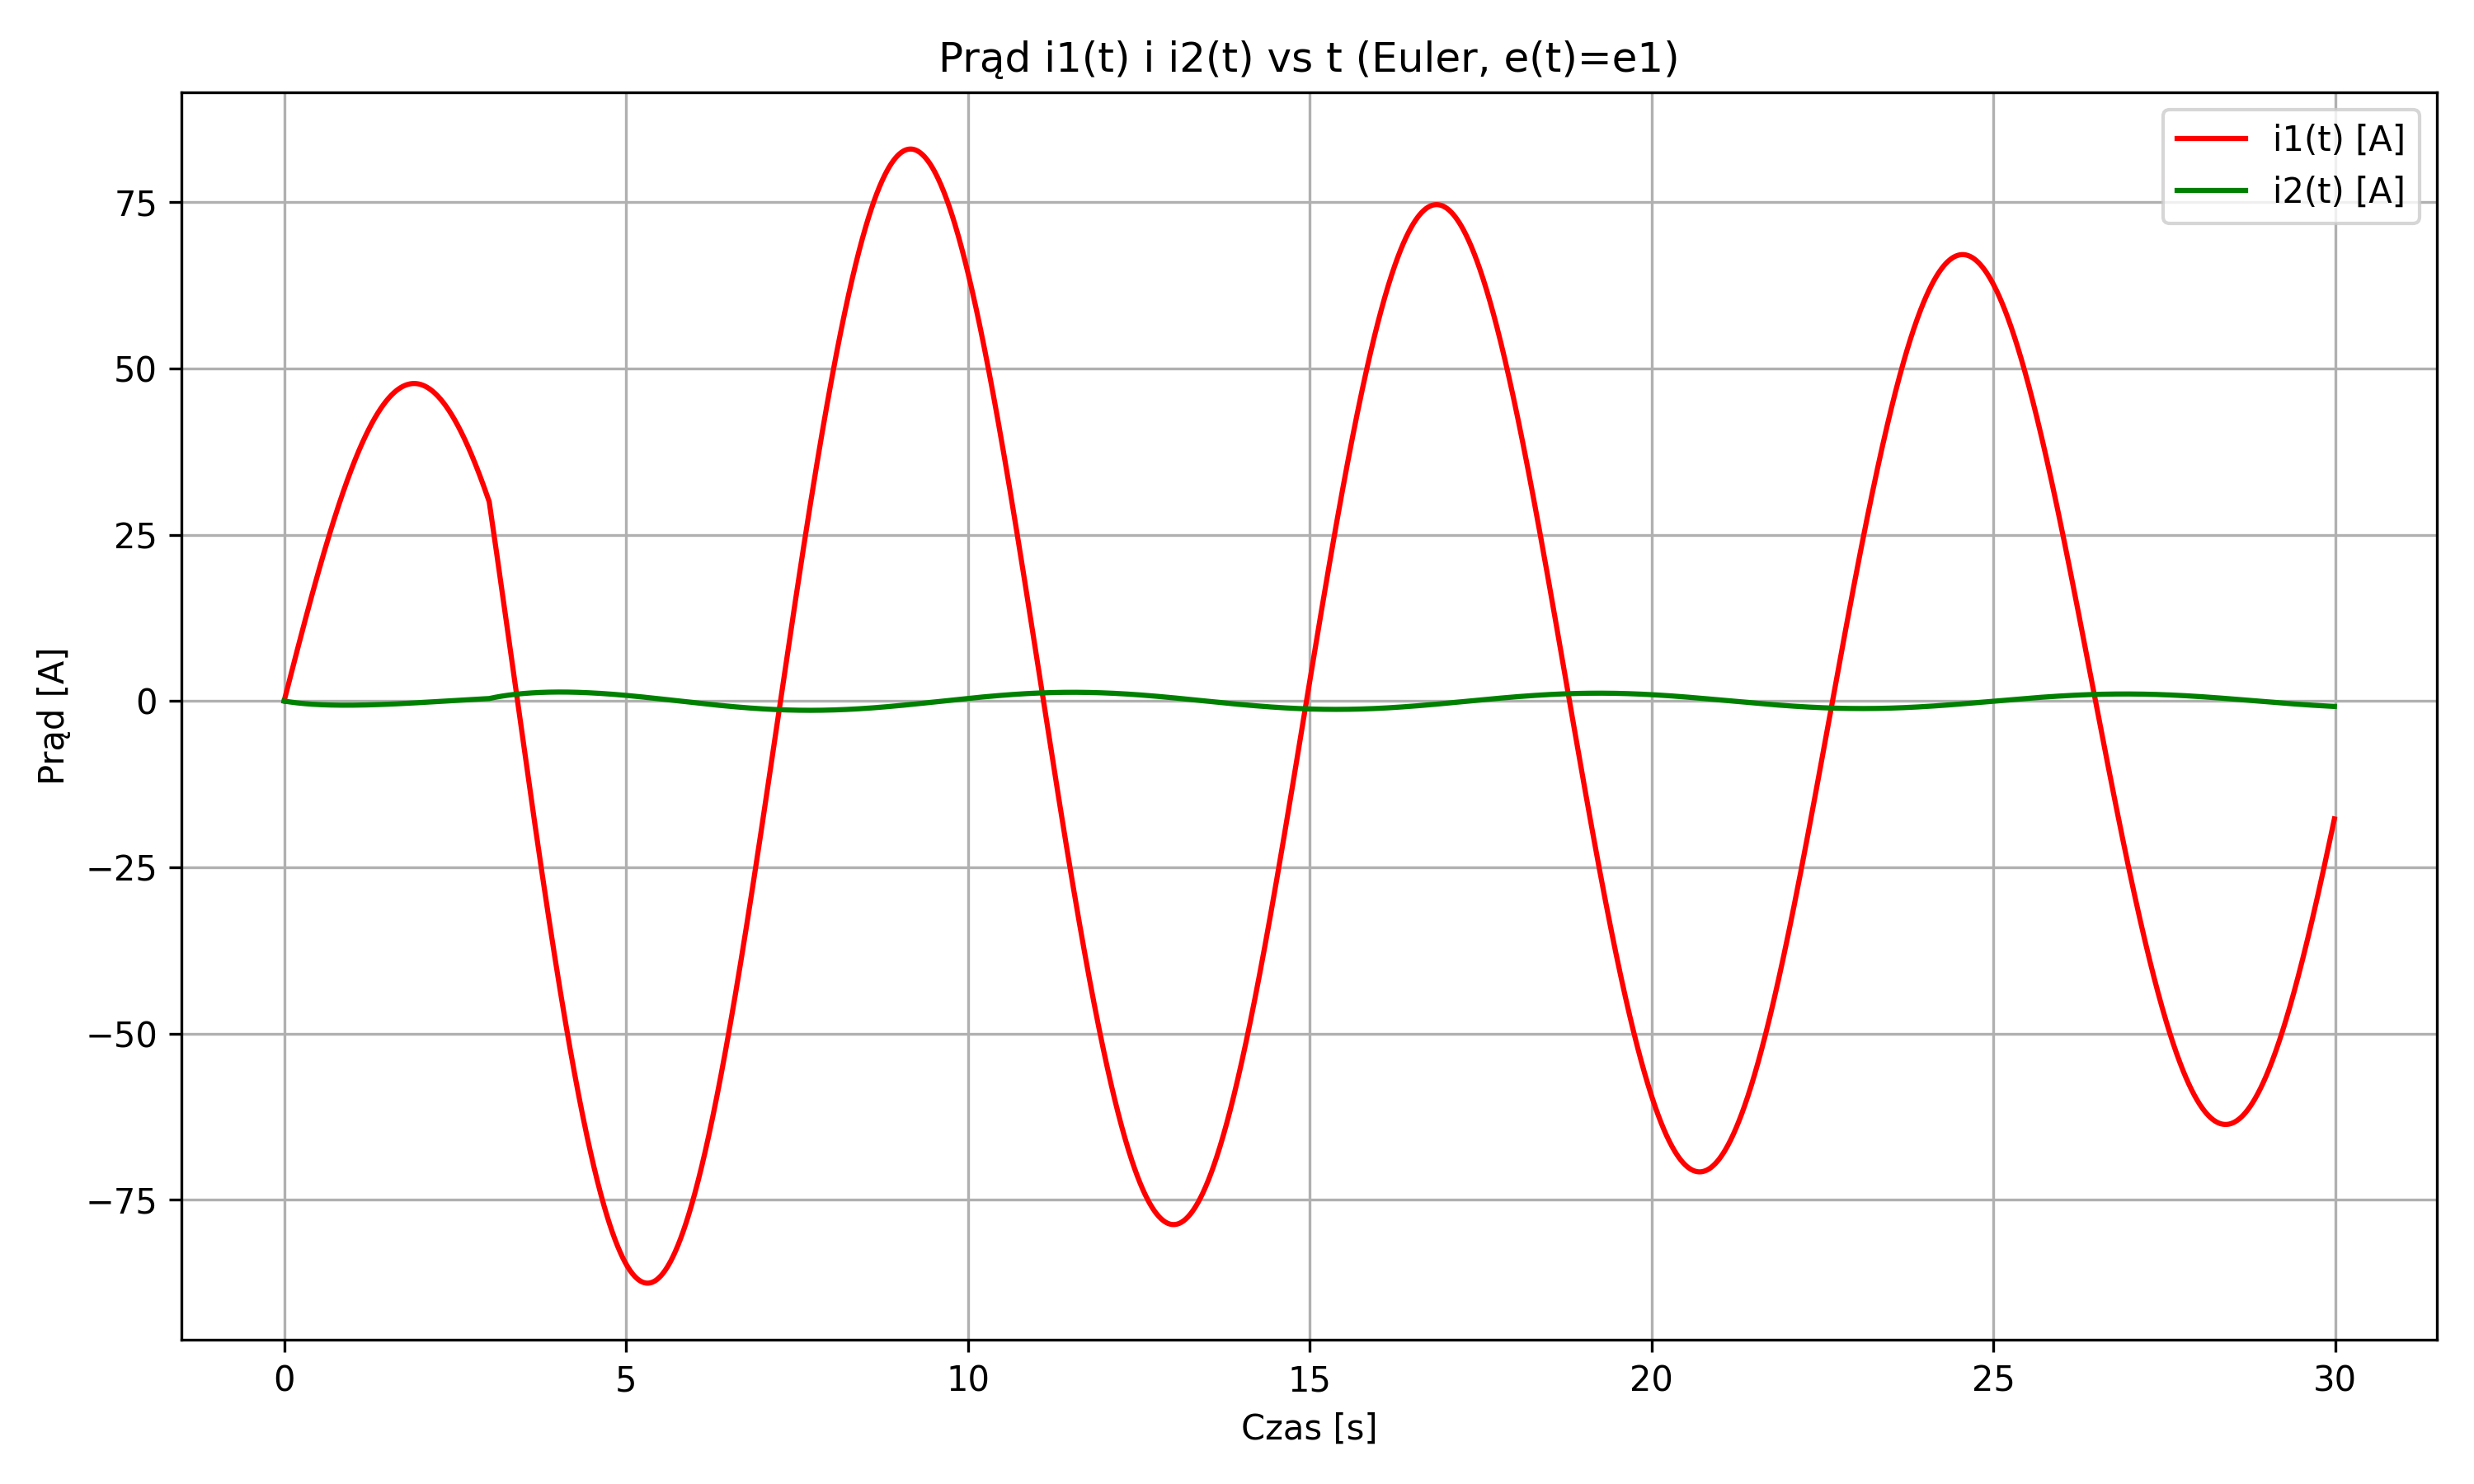 Prąd i1(t) i i2(t) vs t (Euler, e(t)=e1)
i1(t) [A]
i2(t) [A]
75
50
25
0
−25
−50
−75
Prąd [A]
0 5 10 15 20 25 30
Czas [s]